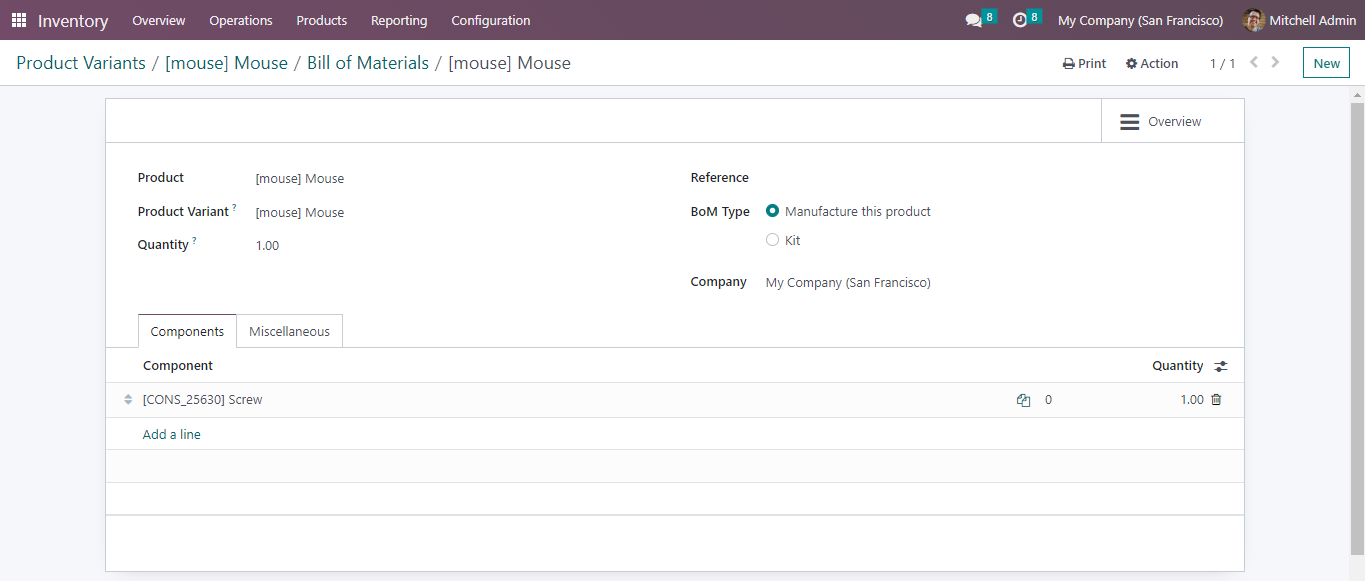 Inventory Overview Operations Products Reporting Configuration 8 8 My Company (San Francisco) Mitchell Admin
Product Variants / [mouse] Mouse / Bill of Materials / [mouse] Mouse Print Action 1 / 1 New
Overview
Product [mouse] Mouse Reference
Product Variant ? [mouse] Mouse BoM Type Manufacture this product
Quantity ? 1.00 Kit
Company My Company (San Francisco)
Components Miscellaneous
Component Quantity
[CONS_25630] Screw 0 1.00
Add a line